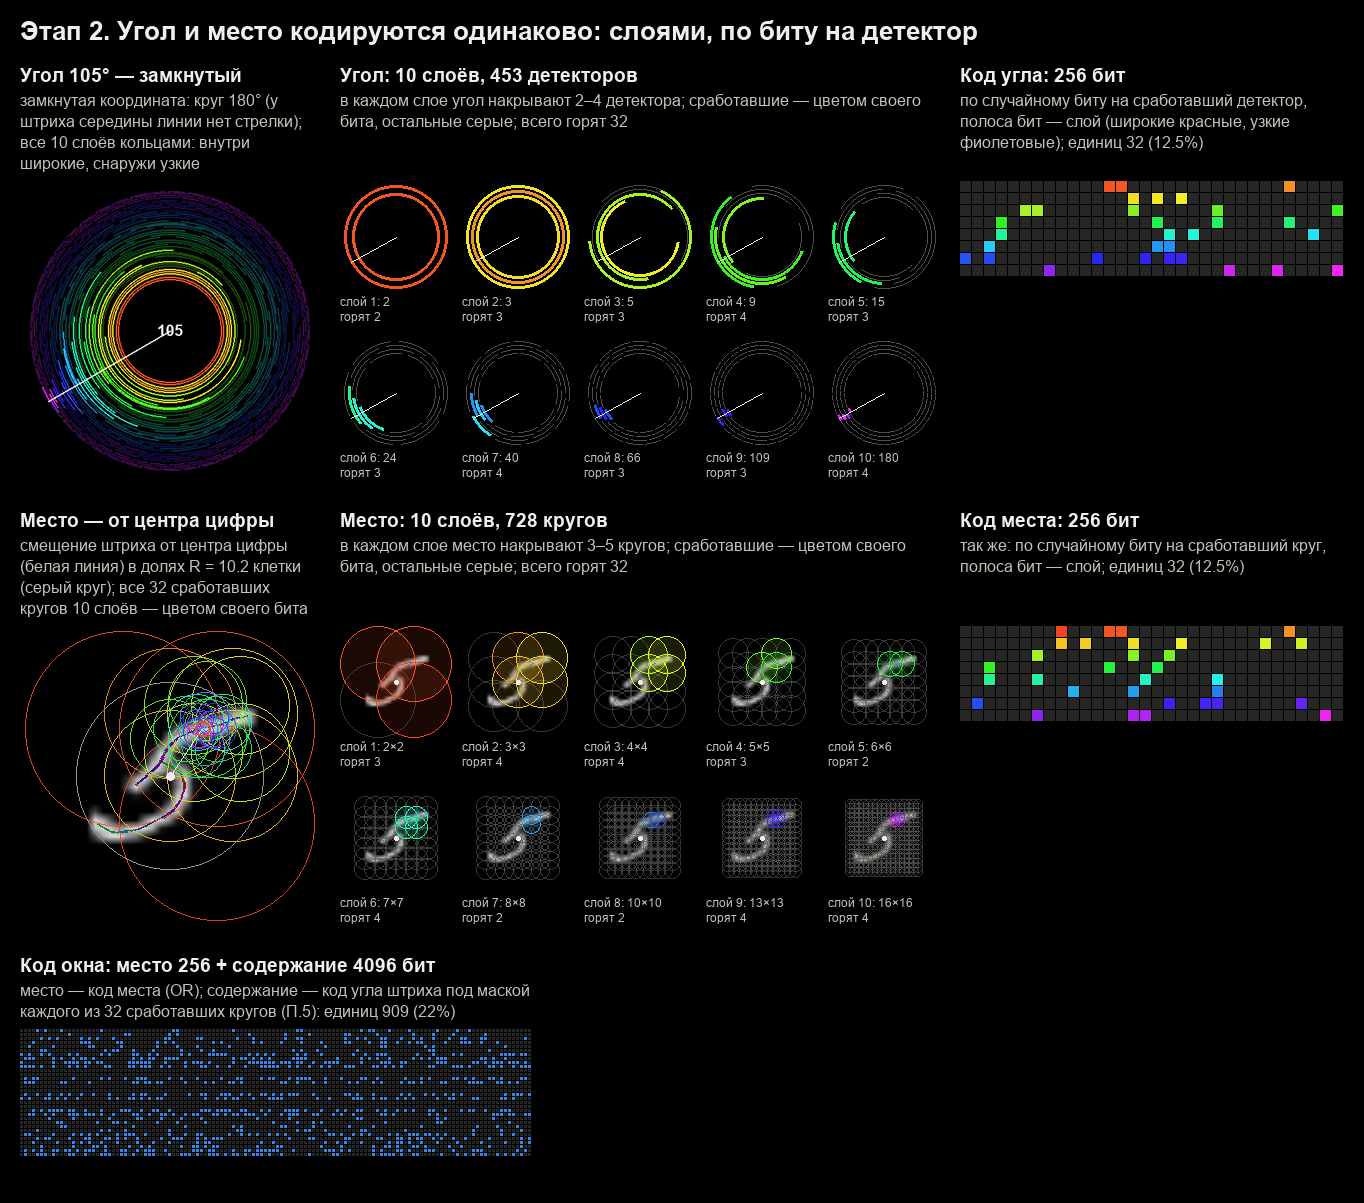 Этап 2. Угол и место кодируются одинаково: слоями, по биту на детектор
Угол 105° — замкнутый
замкнутая координата: круг 180° (у
штриха середины линии нет стрелки);
все 10 слоёв кольцами: внутри
широкие, снаружи узкие
105
Угол: 10 слоёв, 453 детекторов
в каждом слое угол накрывают 2–4 детектора; сработавшие — цветом своего
бита, остальные серые; всего горят 32
слой 1: 2
горят 2
слой 2: 3
горят 3
слой 3: 5
горят 3
слой 4: 9
горят 4
слой 5: 15
горят 3
слой 6: 24
горят 3
слой 7: 40
горят 4
слой 8: 66
горят 3
слой 9: 109
горят 3
слой 10: 180
горят 4
Код угла: 256 бит
по случайному биту на сработавший детектор,
полоса бит — слой (широкие красные, узкие
фиолетовые); единиц 32 (12.5%)
Место — от центра цифры
смещение штриха от центра цифры
(белая линия) в долях R = 10.2 клетки
(серый круг); все 32 сработавших
кругов 10 слоёв — цветом своего бита
Место: 10 слоёв, 728 кругов
в каждом слое место накрывают 3–5 кругов; сработавшие — цветом своего
бита, остальные серые; всего горят 32
слой 1: 2×2
горят 3
слой 2: 3×3
горят 4
слой 3: 4×4
горят 4
слой 4: 5×5
горят 3
слой 5: 6×6
горят 2
слой 6: 7×7
горят 4
слой 7: 8×8
горят 2
слой 8: 10×10
горят 2
слой 9: 13×13
горят 4
слой 10: 16×16
горят 4
Код места: 256 бит
так же: по случайному биту на сработавший круг,
полоса бит — слой; единиц 32 (12.5%)
Код окна: место 256 + содержание 4096 бит
место — код места (OR); содержание — код угла штриха под маской
каждого из 32 сработавших кругов (П.5): единиц 909 (22%)